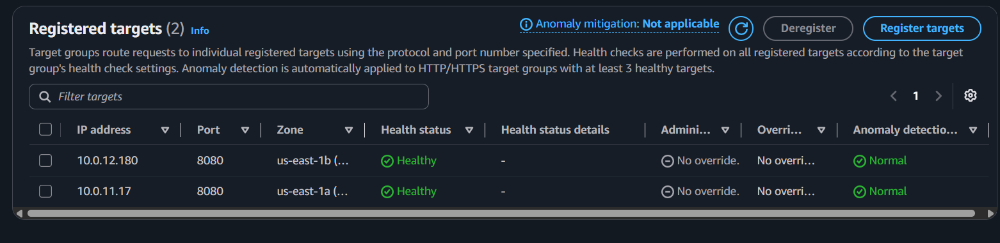 Registered targets (2) Info
Anomaly mitigation: Not applicable
Deregister
Register targets
Target groups route requests to individual registered targets using the protocol and port number specified. Health checks are performed on all registered targets according to the target
group's health check settings. Anomaly detection is automatically applied to HTTP/HTTPS target groups with at least 3 healthy targets.
Filter targets
1
IP address Port Zone Health status Health status details Admini... Overri... Anomaly detectio...
10.0.12.180 8080 us-east-1b (... Healthy - No override. No overri... Normal
10.0.11.17 8080 us-east-1a (... Healthy - No override. No overri... Normal